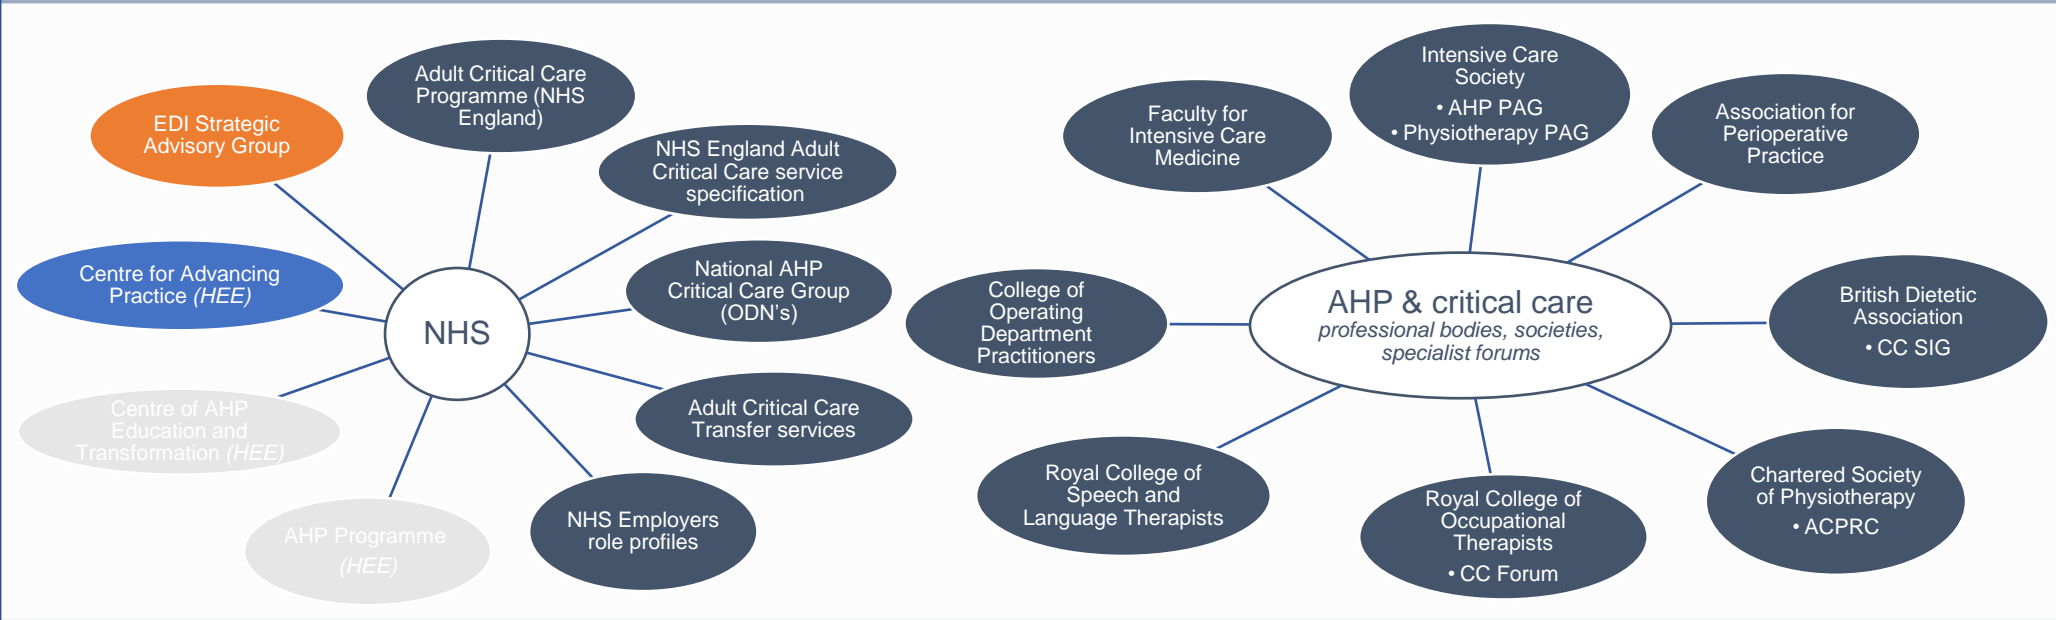 EDI Strategic
Advisory Group
Adult Critical Care
Programme (NHS
England)
NHS England Adult
Critical Care service
specification
National AHP
Critical Care Group
(ODN's)
Adult Critical Care
Transfer services
NHS Employers
role profiles
AHP Programme
(HEE)
Centre of AHP
Education and
Transformation (HEE)
Centre for Advancing
Practice (HEE)
NHS
Faculty for
Intensive Care
Medicine
Intensive Care
Society
• AHP PAG
• Physiotherapy PAG
Association for
Perioperative
Practice
British Dietetic
Association
• CC SIG
Chartered Society
of Physiotherapy
• ACPRC
Royal College of
Occupational
Therapists
• CC Forum
Royal College of
Speech and
Language Therapists
College of
Operating
Department
Practitioners
AHP & critical care
professional bodies, societies,
specialist forums